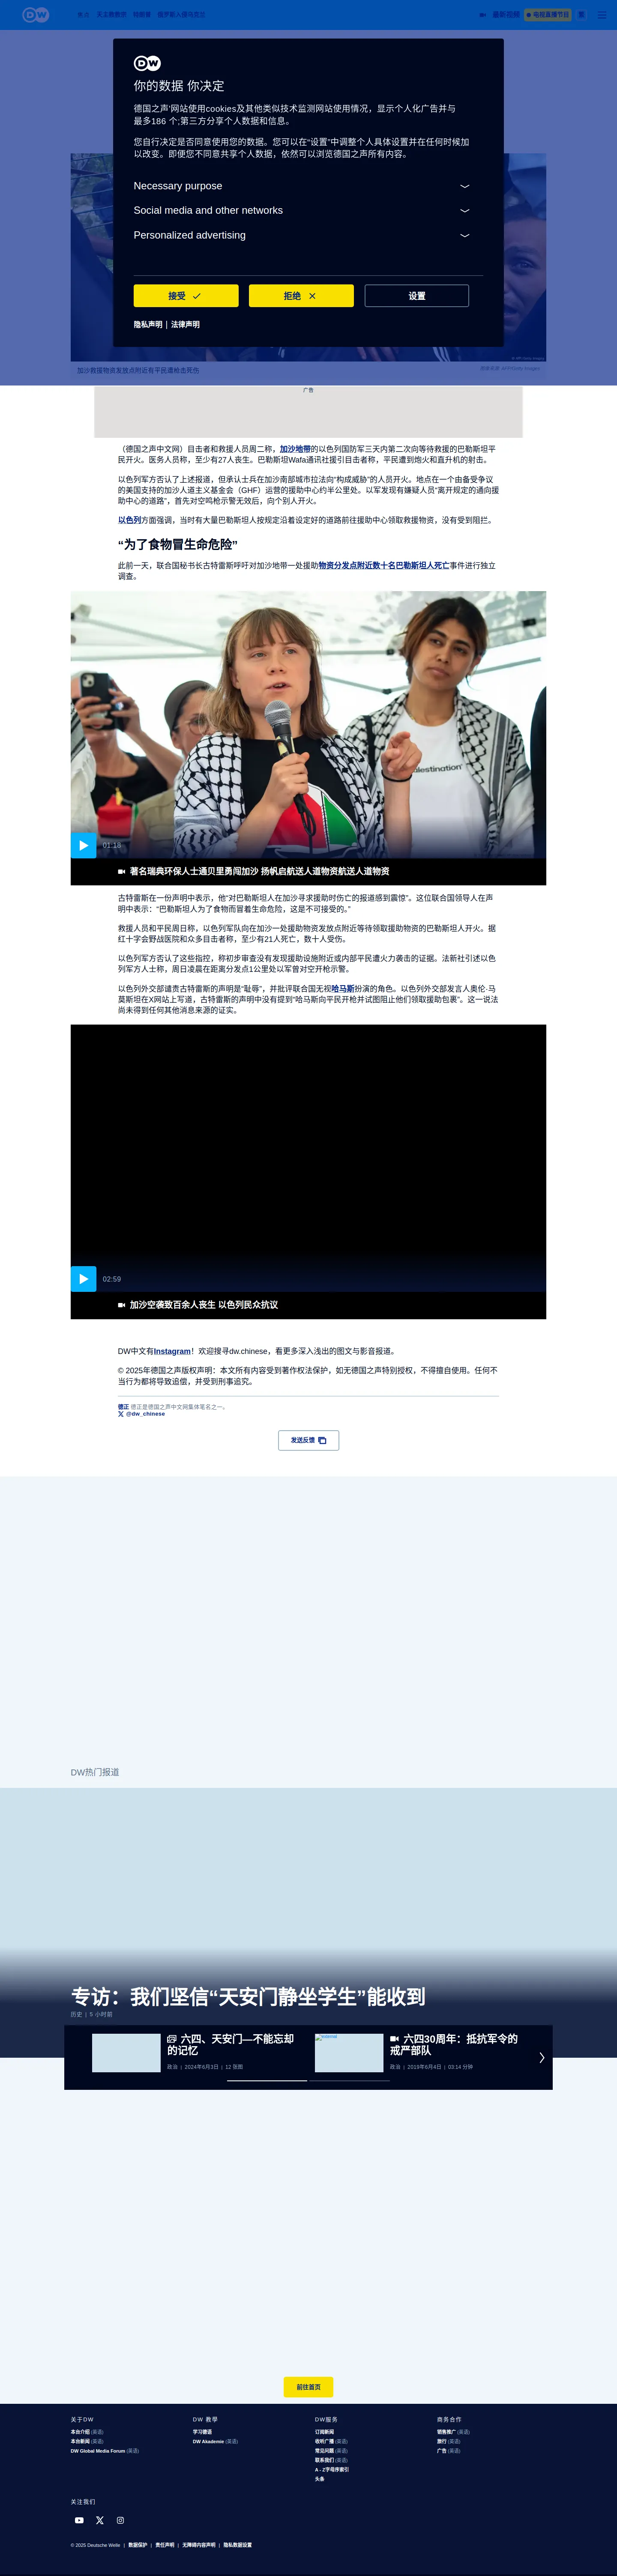 DW
天安门教育
俄罗斯人服乌克兰
最新视频
电视直播节目
繁
DW
你的数据 你决定
德国之声'网站使用cookies及其他类似技术监测网站使用情况，显示个人化广告并与
最多186 个;第三方分享个人数据和信息。
您自行决定是否同意使用您的数据。您可以在“设置”中调整个人具体设置并在任何时候加
以改变。即便您不同意共享个人数据，依然可以浏览德国之声所有内容。
Necessary purpose
Social media and other networks
Personalized advertising
接受
拒绝
设置
隐私声明 | 法律声明
加沙救援物资发放点附近有平民遭枪击死伤
图像来源: AFP/Getty Images
广告
（德国之声中文网）目击者和救援人员周二称，加沙地带的以色列国防军三天内第二次向等待救援的巴勒斯坦平
民开火。医务人员称，至少有27人丧生。巴勒斯坦Wafa通讯社援引目击者称，平民遭到炮火和直升机的射击。
以色列军方否认了上述报道，但承认士兵在加沙南部城市拉法向“构成威胁”的人员开火。地点在一个由备受争议
的美国支持的加沙人道主义基金会（GHF）运营的援助中心约半公里处。以军发现有嫌疑人员“离开规定的通向援
助中心的道路”，首先对空鸣枪示警无效后，向个别人开火。
以色列方面强调，当时有大量巴勒斯坦人按规定沿着设定好的道路前往援助中心领取救援物资，没有受到阻拦。
“为了食物冒生命危险”
此前一天，联合国秘书长古特雷斯呼吁对加沙地带一处援助物资分发点附近数十名巴勒斯坦人死亡事件进行独立
调查。
01:18
著名瑞典环保人士通贝里勇闯加沙 扬帆启航送人道物资航送人道物资
古特雷斯在一份声明中表示，他“对巴勒斯坦人在加沙寻求援助时伤亡的报道感到震惊”。这位联合国领导人在声
明中表示：“巴勒斯坦人为了食物而冒着生命危险，这是不可接受的。”
救援人员和平民周日称，以色列军队向在加沙一处援助物资发放点附近等待领取援助物资的巴勒斯坦人开火。据
红十字会野战医院和众多目击者称，至少有21人死亡，数十人受伤。
以色列军方否认了这些指控，称初步审查没有发现援助设施附近或内部平民遭火力袭击的证据。法新社引述以色
列军方人士称，周日凌晨在距离分发点1公里处以军曾对空开枪示警。
以色列外交部谴责古特雷斯的声明是“耻辱”，并批评联合国无视哈马斯扮演的角色。以色列外交部发言人奥伦·马
莫斯坦在X网站上写道，古特雷斯的声明中没有提到“哈马斯向平民开枪并试图阻止他们领取援助包裹”。这一说法
尚未得到任何其他消息来源的证实。
02:59
加沙空袭致百余人丧生 以色列民众抗议
DW中文有Instagram！欢迎搜寻dw.chinese，看更多深入浅出的图文与影音报道。
© 2025年德国之声版权声明：本文所有内容受到著作权法保护，如无德国之声特别授权，不得擅自使用。任何不
当行为都将导致追偿，并受到刑事追究。
德正 德正是德国之声中文网集体笔名之一。
@dw_chinese
发送反馈
DW热门报道
专访：我们坚信“天安门静坐学生”能收到
历史 | 5 小时前
六四、天安门—不能忘却
的记忆
政治 | 2024年6月3日 | 12 张图
六四30周年：抵抗军令的
戒严部队
政治 | 2019年6月4日 | 03:14 分钟
前往首页
关于DW
本台介绍 (英语)
本台新闻 (英语)
DW Global Media Forum (英语)
DW 教學
学习德语
DW Akademie (英语)
DW服务
订阅新闻
收听广播 (英语)
常见问题 (英语)
联系我们 (英语)
A - Z字母序索引
头条
商务合作
销售推广 (英语)
旅行 (英语)
广告 (英语)
关注我们
© 2025 Deutsche Welle | 数据保护 | 责任声明 | 无障碍内容声明 | 隐私数据设置